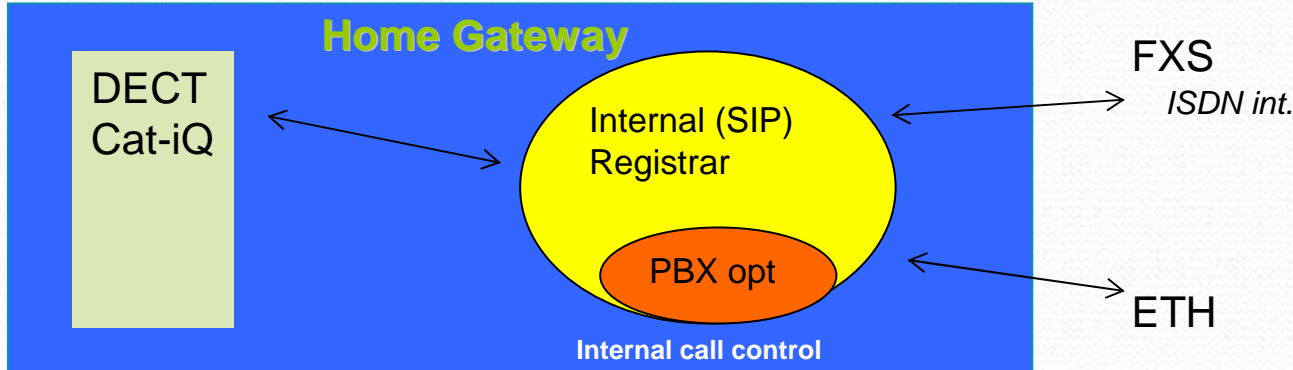 Home Gateway
DECT
Cat-iQ
Internal (SIP)
Registrar
PBX opt
Internal call control
FXS
ISDN int.
ETH